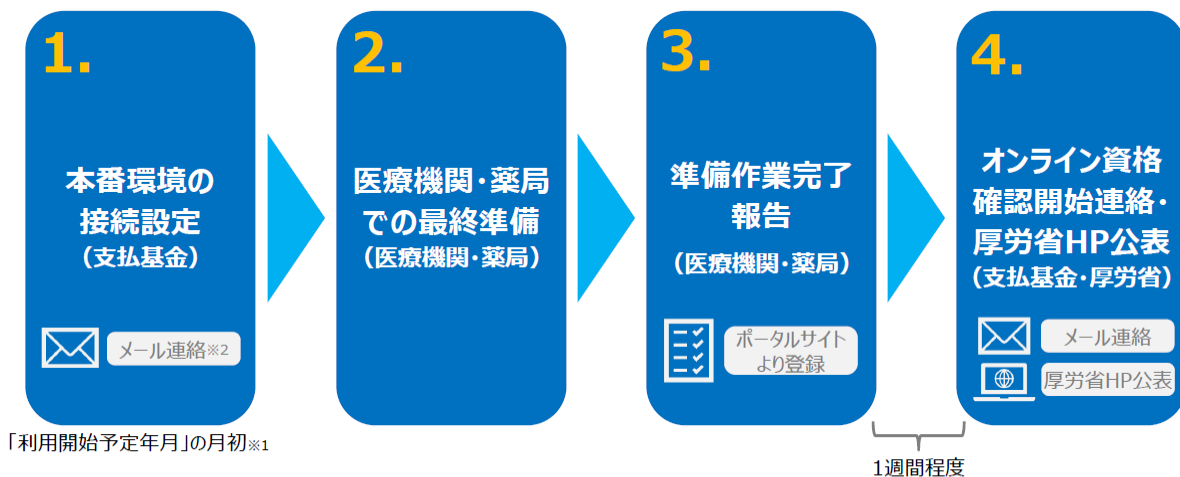 1.
本番環境の
接続設定
（支払基金）
メール連絡※2
「利用開始予定年月」の月初※1
2.
医療機関・薬局
での最終準備
（医療機関・薬局）
3.
準備作業完了
報告
（医療機関・薬局）
ポータルサイト
より登録
1週間程度
4.
オンライン資格
確認開始連絡・
厚労省HP公表
（支払基金・厚労省）
メール連絡
厚労省HP公表